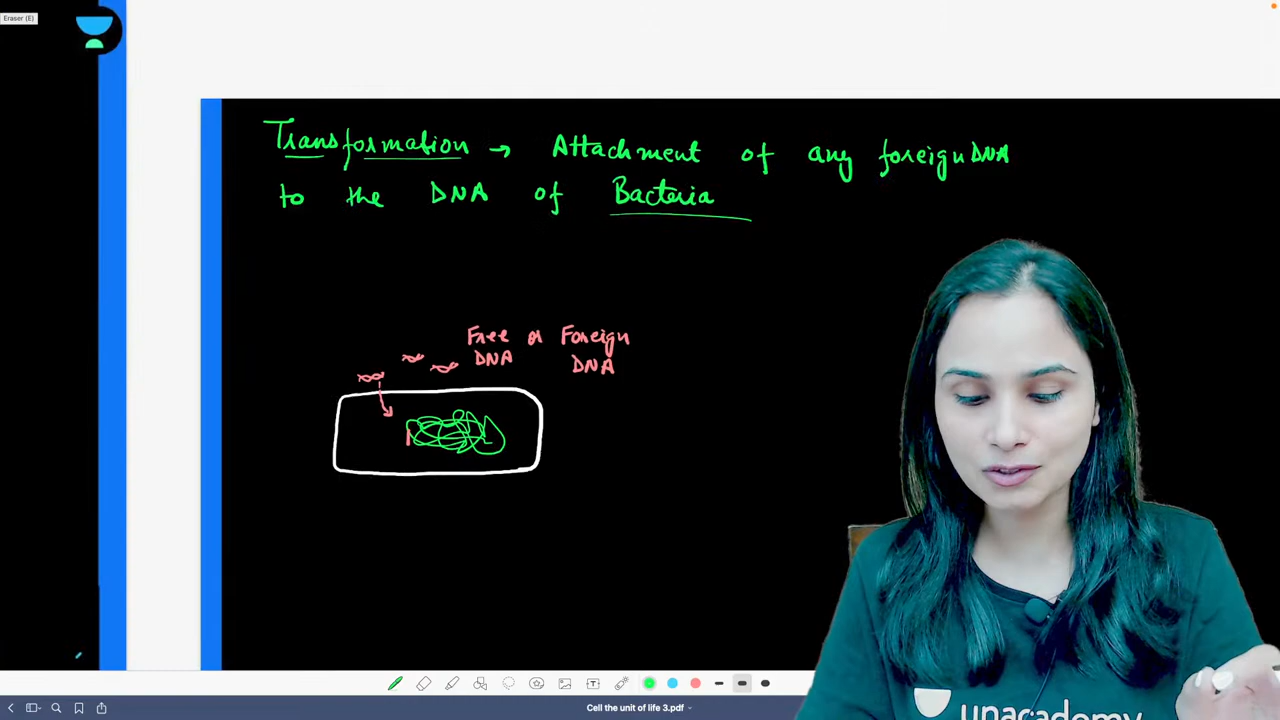 Eraser (E)
Transformation → Attachment of any foreign DNA
to the DNA of Bacteria
Free or Foreign
DNA DNA
unacademy
Cell the unit of life 3.pdf